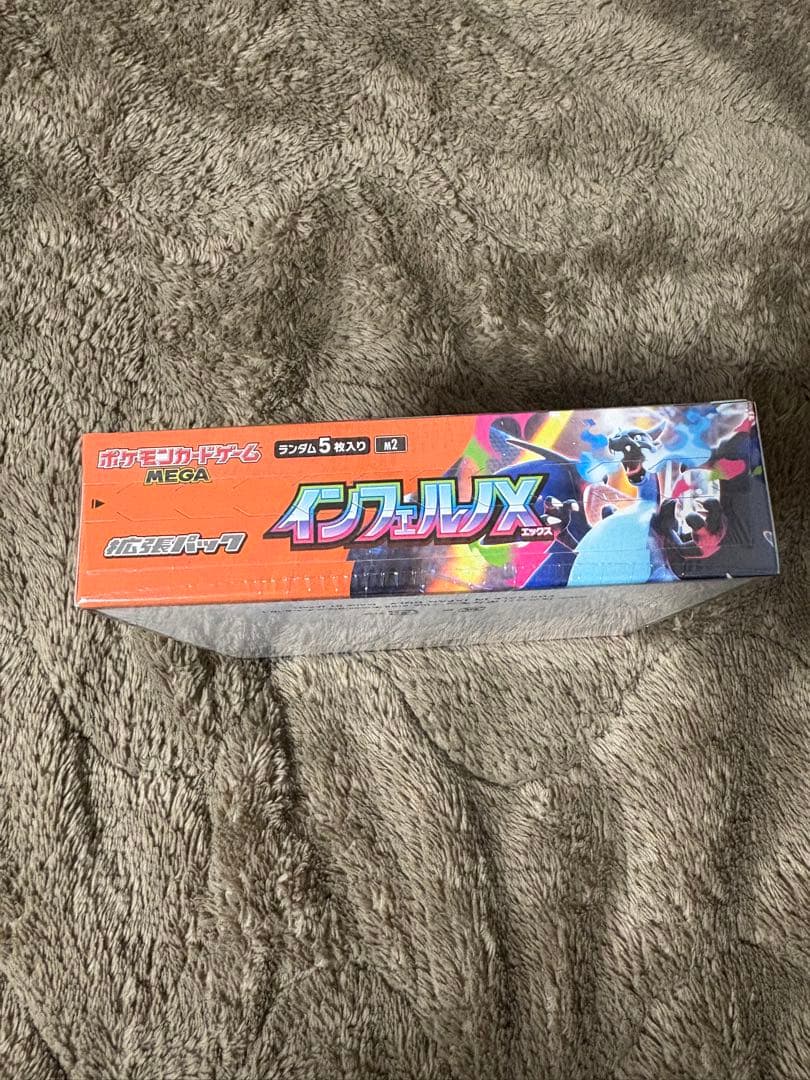 ポケモンカードゲーム
MEGA
ランダム5枚入り M2
インフェルノX
エックス
拡張パック